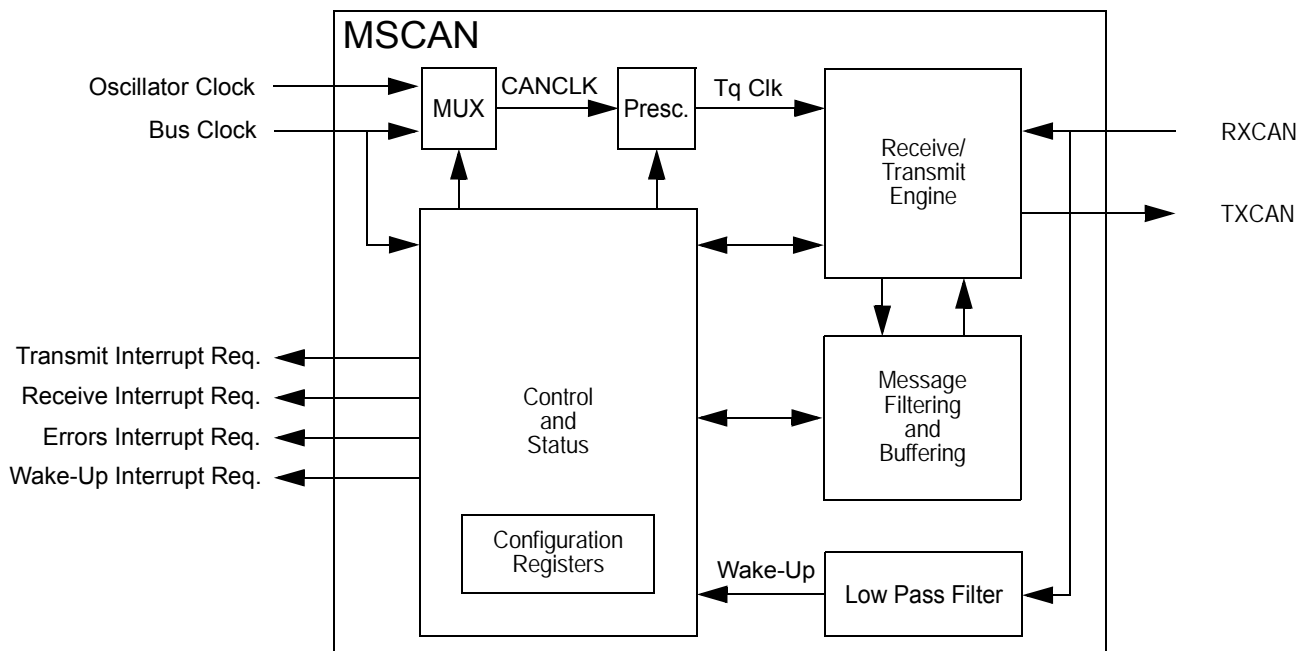 MSCAN
Oscillator Clock
Bus Clock
MUX
CANCLK
Presc.
Tq Clk
Receive/
Transmit
Engine
RXCAN
TXCAN
Transmit Interrupt Req.
Receive Interrupt Req.
Errors Interrupt Req.
Wake-Up Interrupt Req.
Control
and
Status
Message
Filtering
and
Buffering
Configuration
Registers
Wake-Up
Low Pass Filter